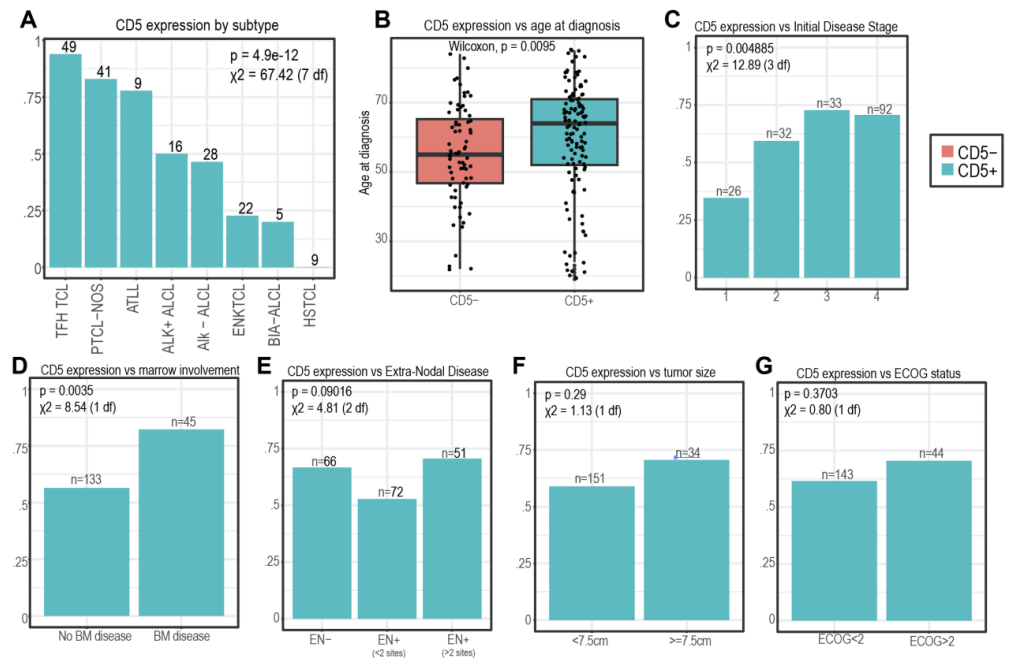 A
CD5 expression by subtype
1
.75
.5
.25
0
49
41
9
16
28
22
5
9
p = 4.9e-12
χ2 = 67.42 (7 df)
TFH TCL
PTCL-NOS
ATLL
ALK+ ALCL
Alk - ALCL
ENKTCL
BIA-ALCL
HSTCL
B
CD5 expression vs age at diagnosis
Wilcoxon, p = 0.0095
Age at diagnosis
70
50
30
CD5-
CD5+
C
CD5 expression vs Initial Disease Stage
p = 0.004885
χ2 = 12.89 (3 df)
1
.75
.5
.25
0
n=26
n=32
n=33
n=92
1
2
3
4
CD5-
CD5+
D
CD5 expression vs marrow involvement
p = 0.0035
χ2 = 8.54 (1 df)
1
.75
.5
.25
0
n=133
n=45
No BM disease
BM disease
E
CD5 expression vs Extra-Nodal Disease
p = 0.09016
χ2 = 4.81 (2 df)
1
.75
.5
.25
0
n=66
n=72
n=51
EN-
EN+
(<2 sites)
EN+
(>2 sites)
F
CD5 expression vs tumor size
p = 0.29
χ2 = 1.13 (1 df)
1
.75
.5
.25
0
n=151
n=34
<7.5cm
>=7.5cm
G
CD5 expression vs ECOG status
p = 0.3703
χ2 = 0.80 (1 df)
1
.75
.5
.25
0
n=143
n=44
ECOG<2
ECOG>2